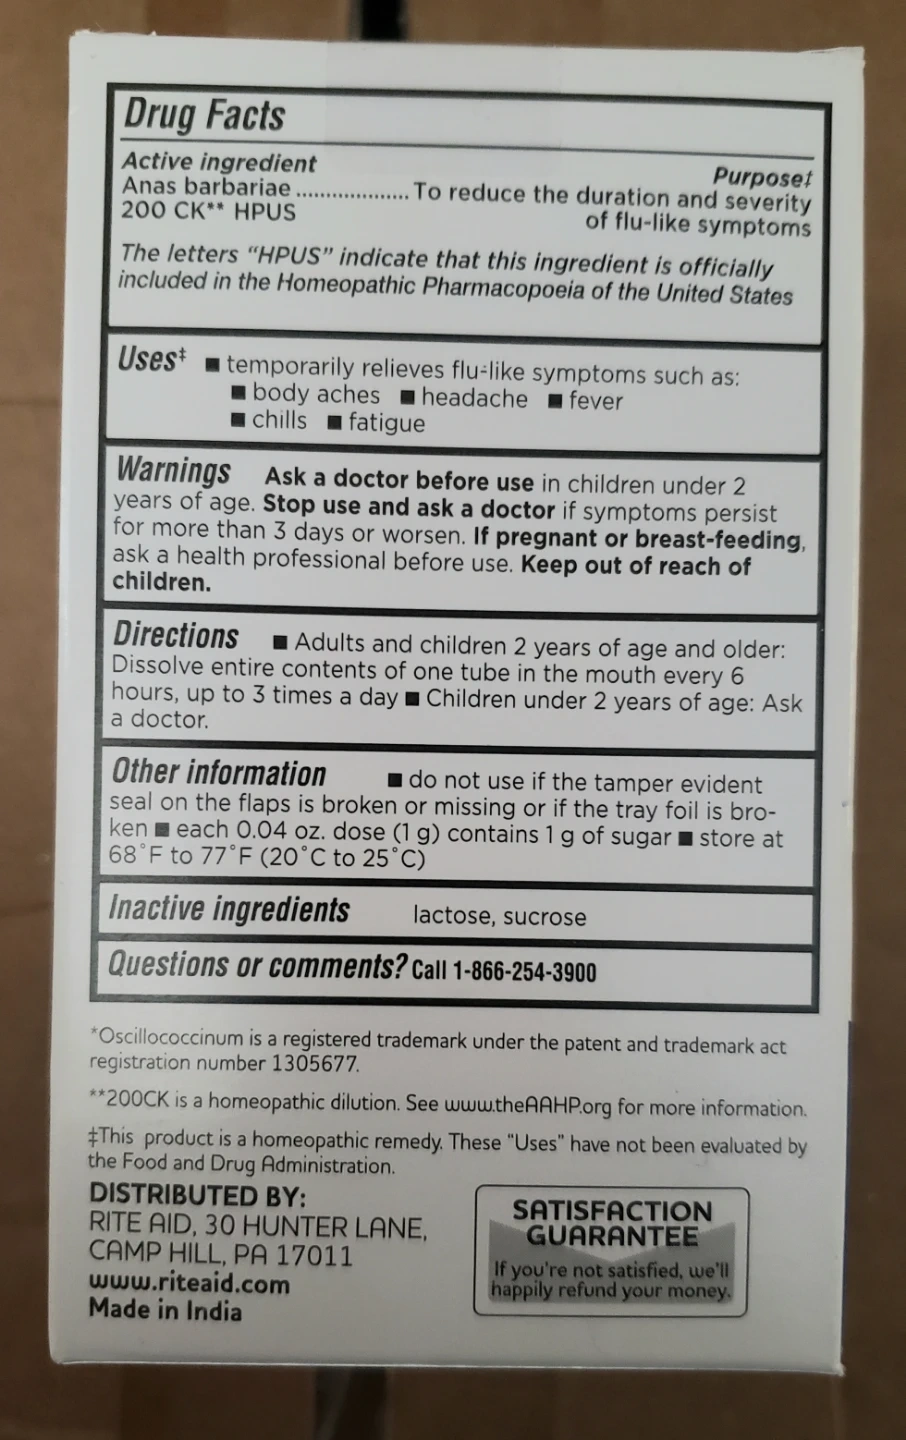 Drug Facts
Active ingredient
Purpose‡
Anas barbariae ................... To reduce the duration and severity
200 CK** HPUS of flu-like symptoms
The letters “HPUS” indicate that this ingredient is officially
included in the Homeopathic Pharmacopoeia of the United States
Uses‡ ■ temporarily relieves flu-like symptoms such as:
■ body aches ■ headache ■ fever
■ chills ■ fatigue
Warnings Ask a doctor before use in children under 2
years of age. Stop use and ask a doctor if symptoms persist
for more than 3 days or worsen. If pregnant or breast-feeding,
ask a health professional before use. Keep out of reach of
children.
Directions ■ Adults and children 2 years of age and older:
Dissolve entire contents of one tube in the mouth every 6
hours, up to 3 times a day ■ Children under 2 years of age: Ask
a doctor.
Other information ■ do not use if the tamper evident
seal on the flaps is broken or missing or if the tray foil is bro-
ken ■ each 0.04 oz. dose (1 g) contains 1 g of sugar ■ store at
68°F to 77°F (20°C to 25°C)
Inactive ingredients lactose, sucrose
Questions or comments? Call 1-866-254-3900
*Oscillococcinum is a registered trademark under the patent and trademark act
registration number 1305677.
**200CK is a homeopathic dilution. See www.theAAHP.org for more information.
‡This product is a homeopathic remedy. These "Uses" have not been evaluated by
the Food and Drug Administration.
DISTRIBUTED BY:
RITE AID, 30 HUNTER LANE,
CAMP HILL, PA 17011
www.riteaid.com
Made in India
SATISFACTION
GUARANTEE
If you're not satisfied, we'll
happily refund your money.